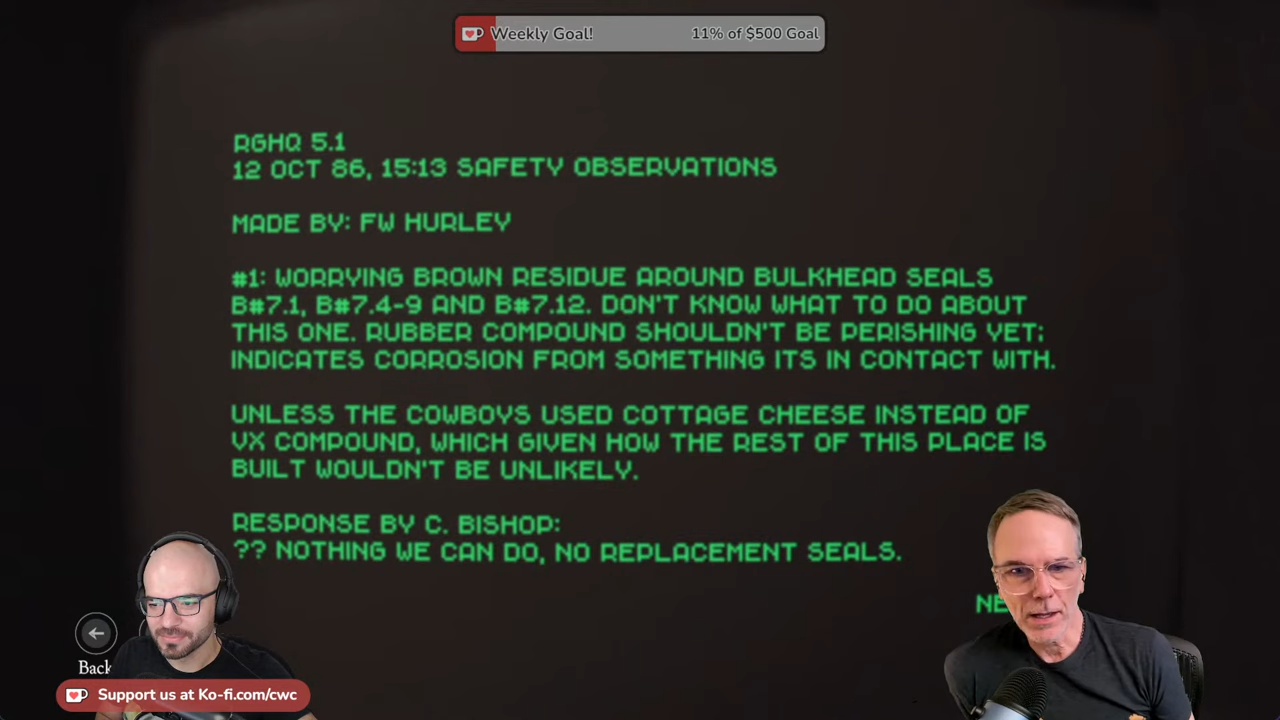 Weekly Goal! 11% of $500 Goal
RGHQ 5.1
12 OCT 86, 15:13 SAFETY OBSERVATIONS
MADE BY: FW HURLEY
#1: WORRYING BROWN RESIDUE AROUND BULKHEAD SEALS
B#7.1, B#7.4-9 AND B#7.12. DON'T KNOW WHAT TO DO ABOUT
THIS ONE. RUBBER COMPOUND SHOULDN'T BE PERISHING YET;
INDICATES CORROSION FROM SOMETHING ITS IN CONTACT WITH.
UNLESS THE COWBOYS USED COTTAGE CHEESE INSTEAD OF
VX COMPOUND, WHICH GIVEN HOW THE REST OF THIS PLACE IS
BUILT WOULDN'T BE UNLIKELY.
RESPONSE BY C. BISHOP:
?? NOTHING WE CAN DO, NO REPLACEMENT SEALS.
Back
Support us at Ko-fi.com/cwc